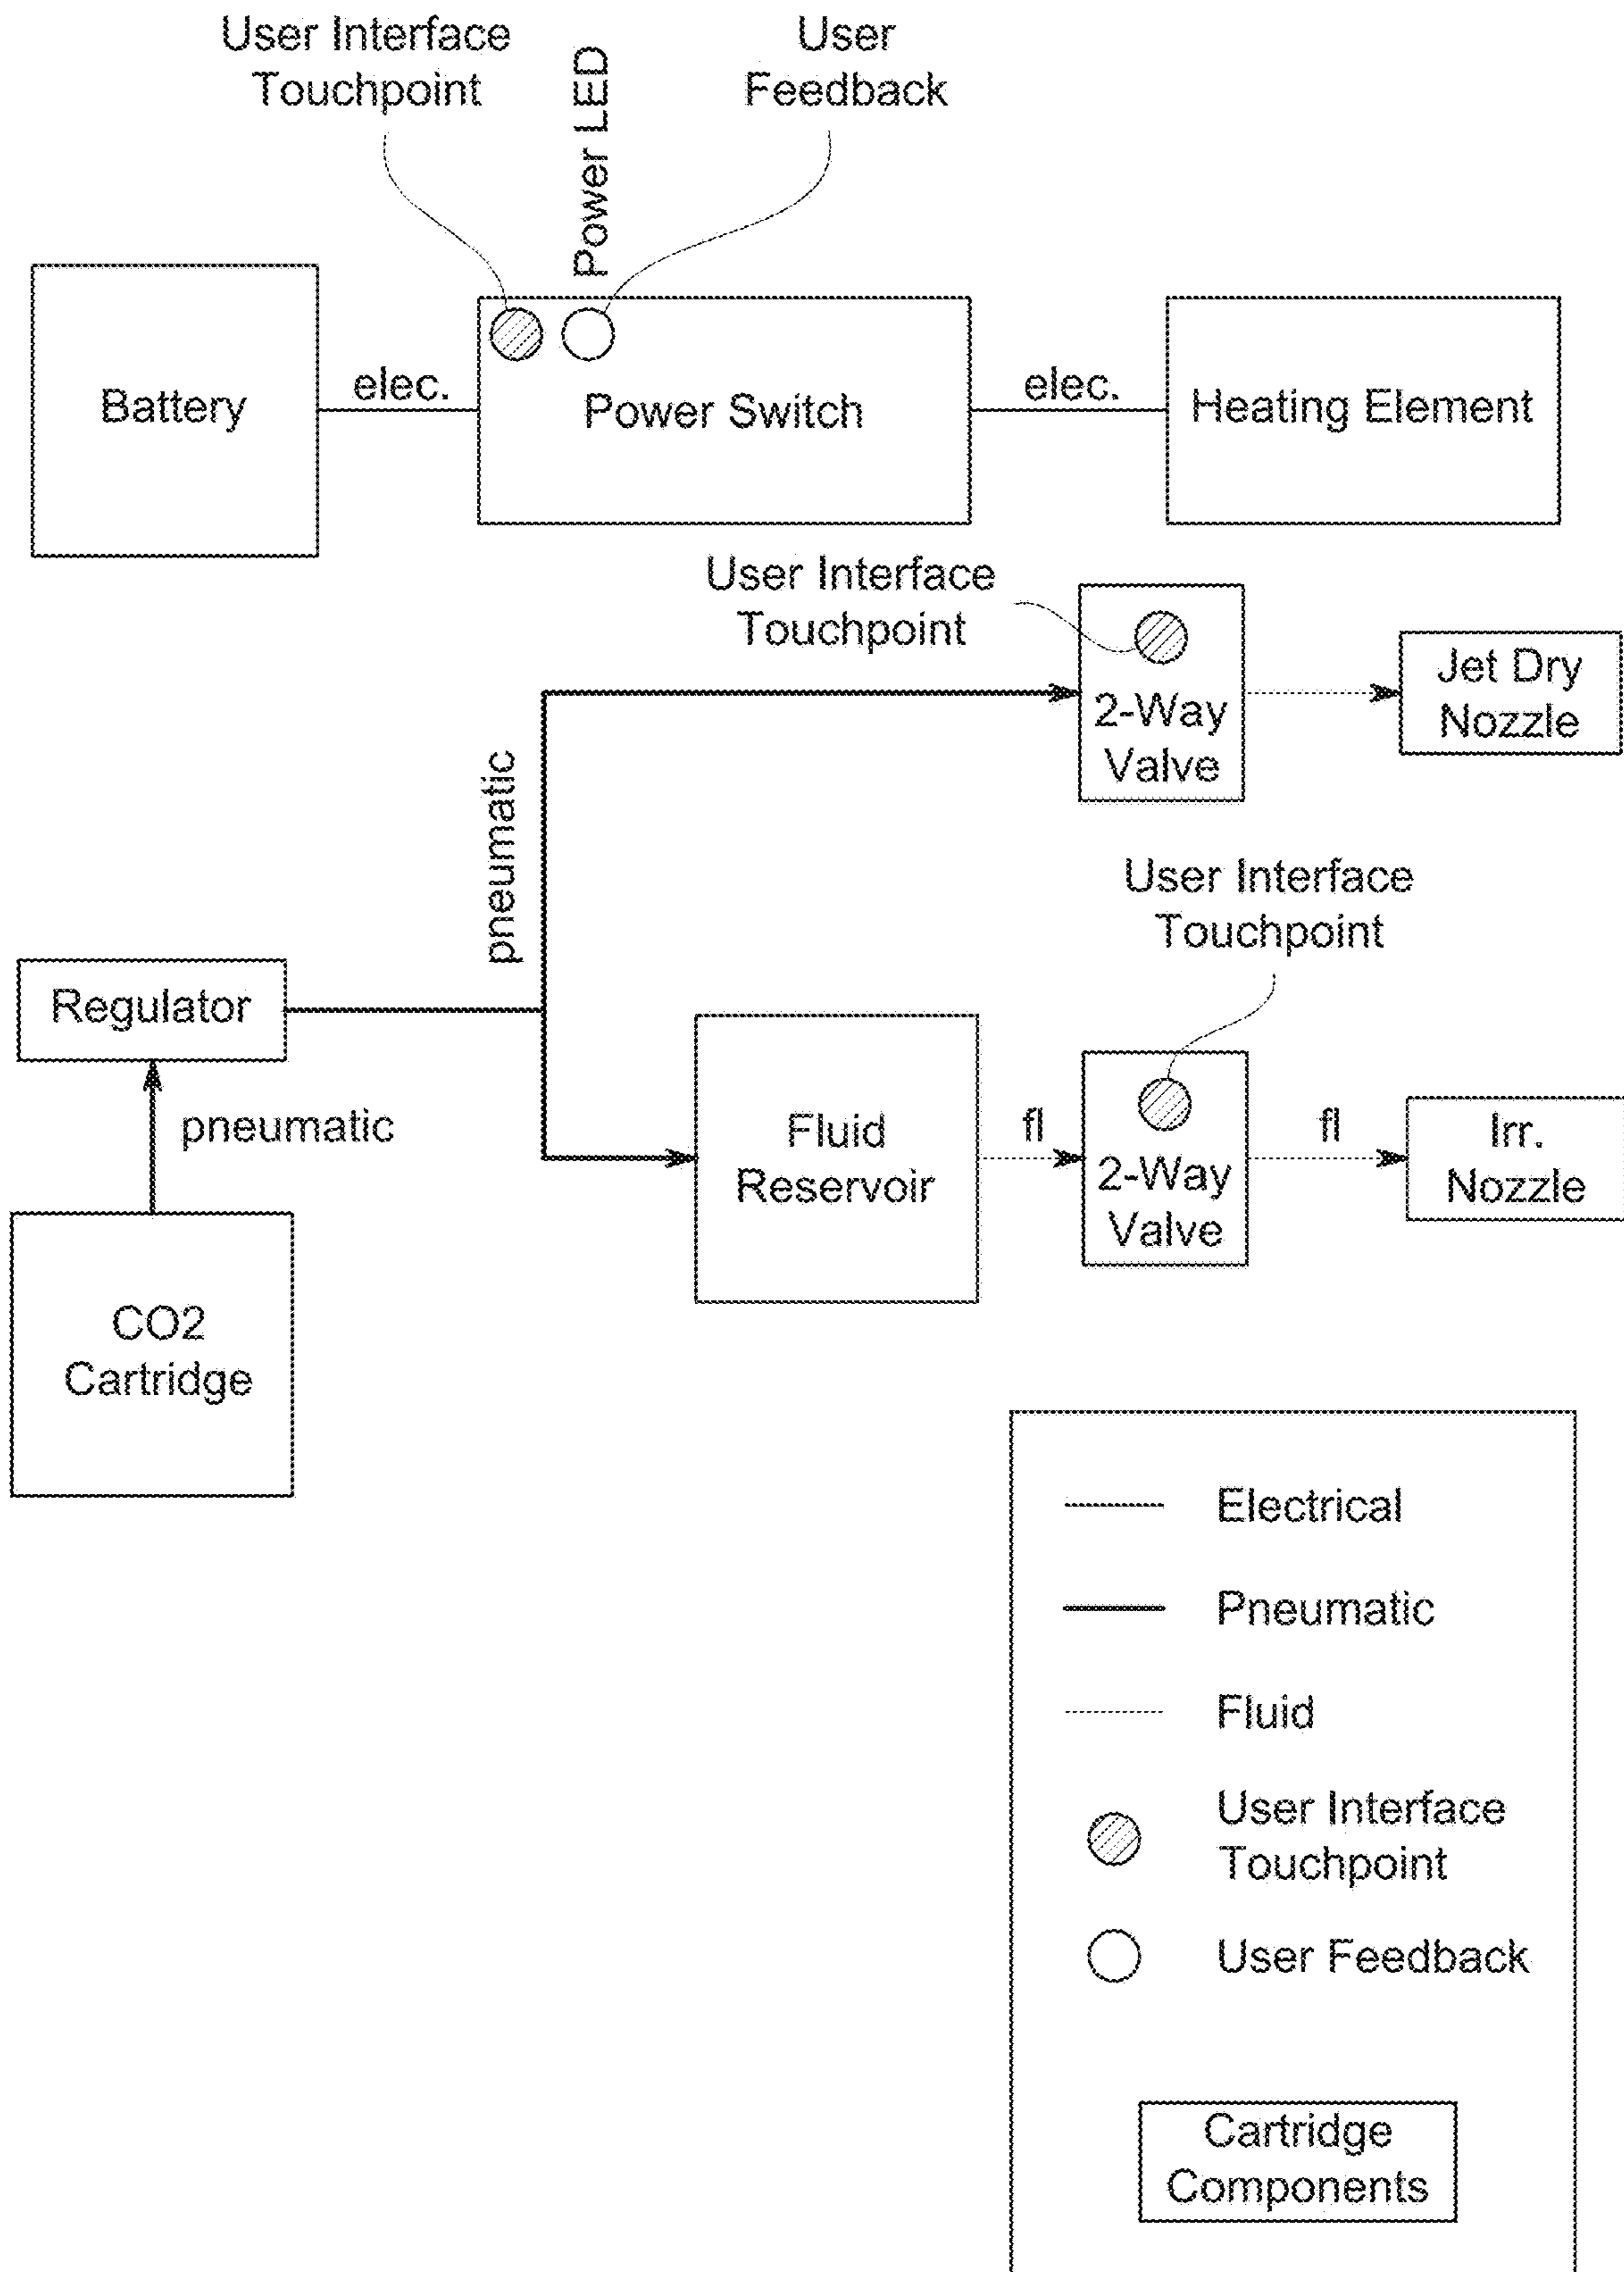 User Interface
Touchpoint
Power LED
User
Feedback
Battery
elec.
Power Switch
elec.
Heating Element
User Interface
Touchpoint
2-Way
Valve
Jet Dry
Nozzle
pneumatic
User Interface
Touchpoint
Regulator
pneumatic
Fluid
Reservoir
fl
2-Way
Valve
fl
Irr.
Nozzle
CO2
Cartridge
Electrical
Pneumatic
Fluid
User Interface
Touchpoint
User Feedback
Cartridge
Components